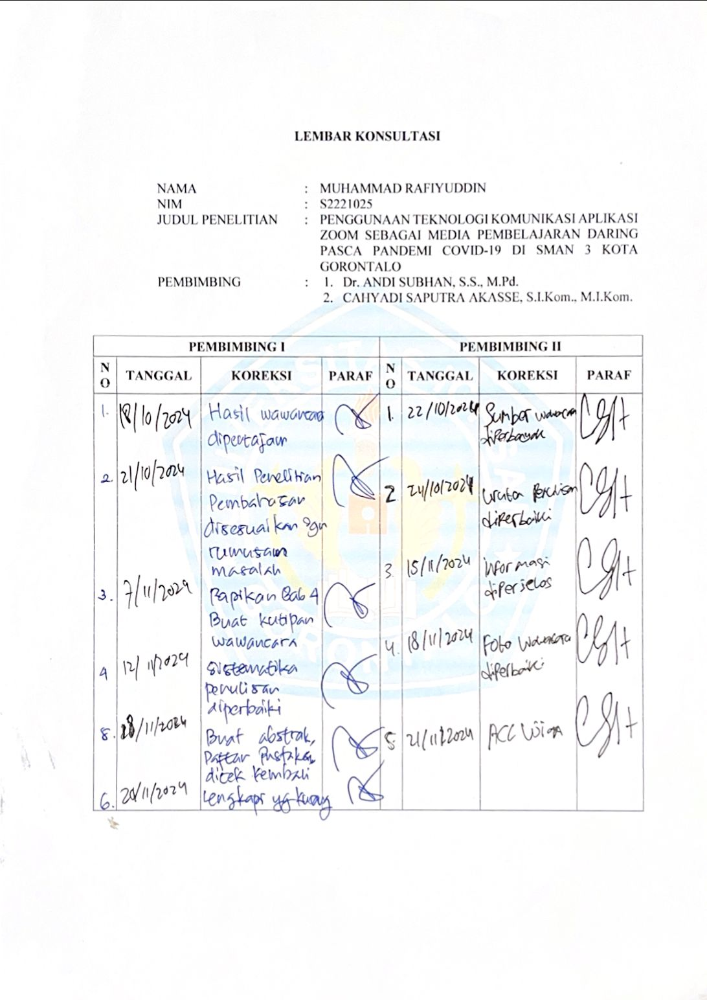 LEMBAR KONSULTASI
NAMA : MUHAMMAD RAFIYUDDIN
NIM : S2221025
JUDUL PENELITIAN : PENGGUNAAN TEKNOLOGI KOMUNIKASI APLIKASI
ZOOM SEBAGAI MEDIA PEMBELAJARAN DARING
PASCA PANDEMI COVID-19 DI SMAN 3 KOTA
GORONTALO
PEMBIMBING : 1. Dr. ANDI SUBHAN, S.S., M.Pd.
2. CAHYADI SAPUTRA AKASSE, S.I.Kom., M.I.Kom.
PEMBIMBING I PEMBIMBING II
NO TANGGAL KOREKSI PARAF NO TANGGAL KOREKSI PARAF
1. 18/10/2024 Hasil wawancara
dipertajam
2. 21/10/2024 Hasil Penelitian
Pembahasan
disesuaikan dgn
rumusan
masalah
3. 7/11/2024 Rapikan Bab 4
Buat kutipan
wawancara
4 12/11/2024 sistematika
penulisan
diperbaiki
5. 18/11/2024 Buat abstrak,
Daftar Pustaka
dicek kembali
6. 20/11/2024 Lengkapi yg kurang
1. 22/10/2024 Sumber wawancara
diperbanyak
2 24/10/2024 diperbaiki
3. 15/11/2024 informasi
diperjelas
4. 18/11/2024 Foto wawancara
diperbaiki
5. 21/11/2024 ACC Ujian